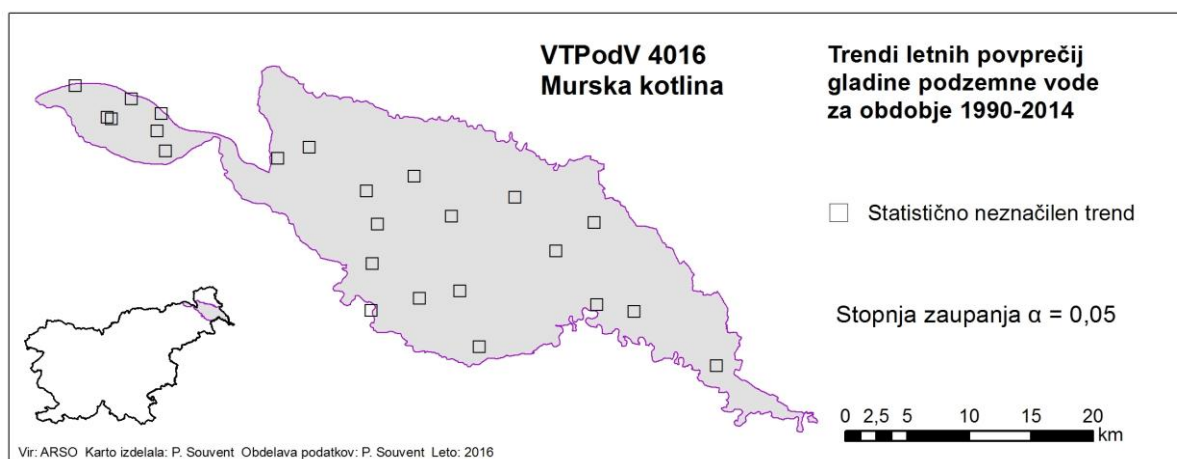 VTPodV 4016
Murska kotlina
Trendi letnih povprečij
gladine podzemne vode
za obdobje 1990-2014
Statistično neznačilen trend
Stopnja zaupanja α = 0,05
0 2,5 5 10 15 20
km
Vir: ARSO Karto izdelala: P. Souvent Obdelava podatkov: P. Souvent Leto: 2016